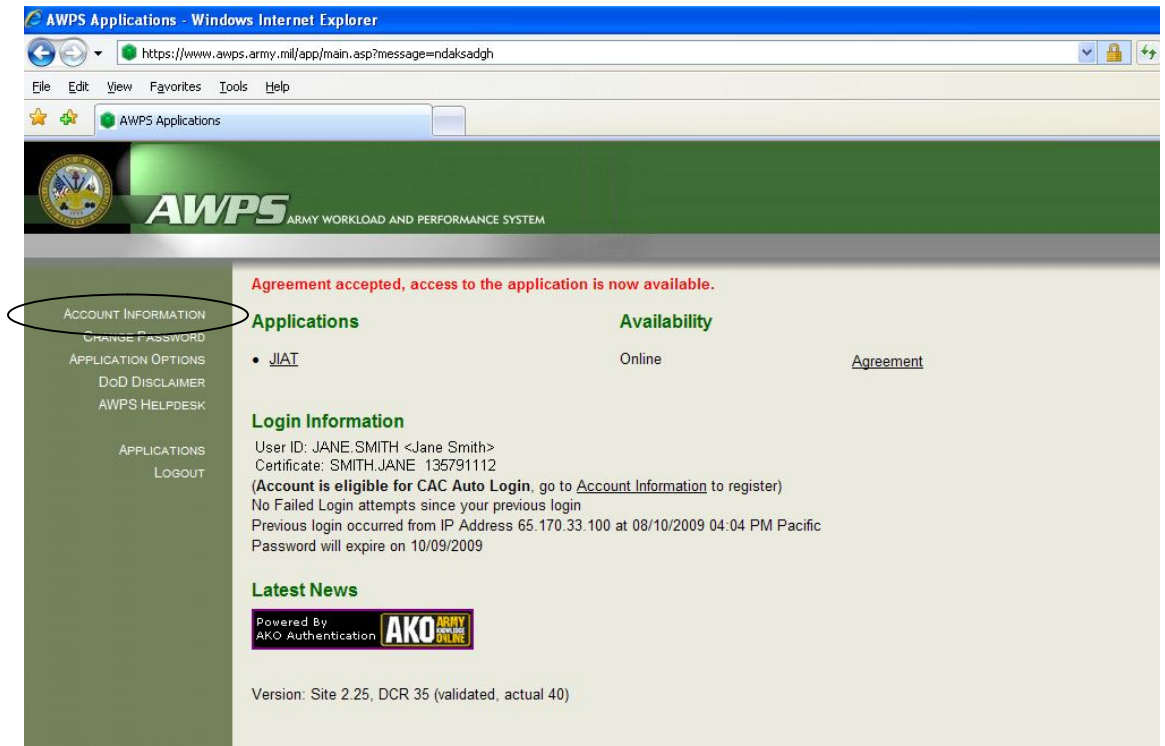 AWPS Applications - Windows Internet Explorer
https://www.awps.army.mil/app/main.asp?message=ndaksadgh
File Edit View Favorites Tools Help
AWPS Applications
AWPS ARMY WORKLOAD AND PERFORMANCE SYSTEM
ACCOUNT INFORMATION
CHANGE PASSWORD
APPLICATION OPTIONS
DOD DISCLAIMER
AWPS HELPDESK
APPLICATIONS
LOGOUT
Agreement accepted, access to the application is now available.
Applications Availability
• JIAT Online Agreement
Login Information
User ID: JANE.SMITH <Jane Smith>
Certificate: SMITH.JANE 135791112
(Account is eligible for CAC Auto Login, go to Account Information to register)
No Failed Login attempts since your previous login
Previous login occurred from IP Address 65.170.33.100 at 08/10/2009 04:04 PM Pacific
Password will expire on 10/09/2009
Latest News
Powered By
AKO Authentication AKO ARMY KNOWLEDGE ONLINE
Version: Site 2.25, DCR 35 (validated, actual 40)